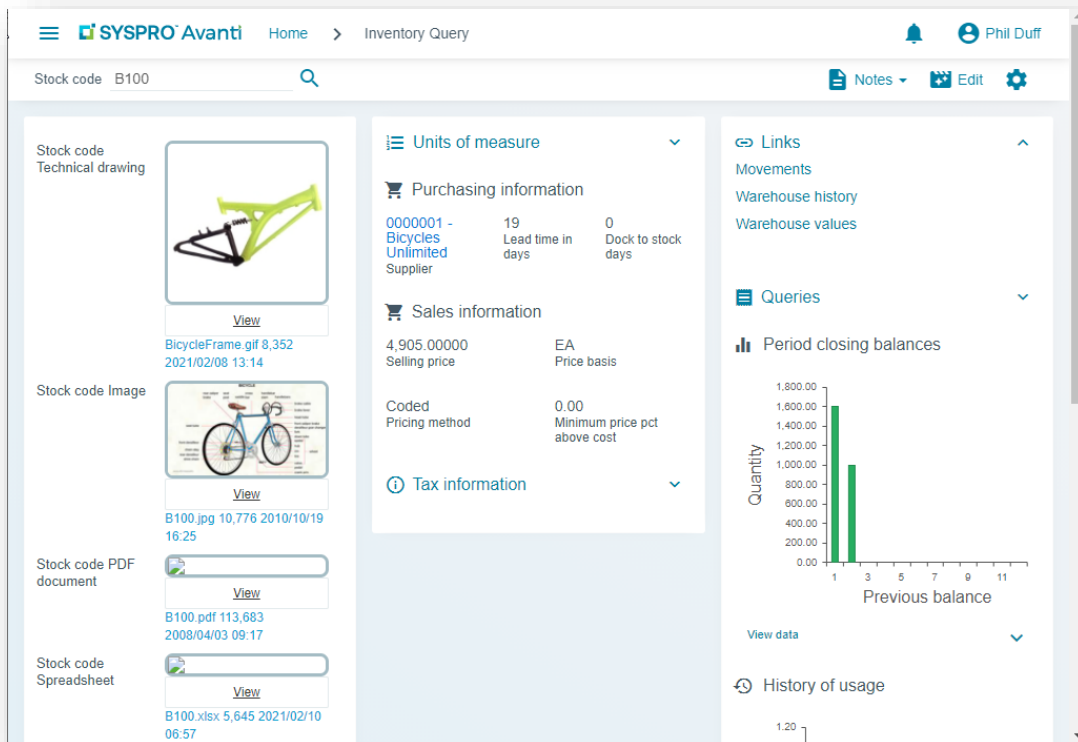 SYSPRO Avanti
Home
Inventory Query
Phil Duff
Stock code B100
Notes
Edit
Stock code
Technical drawing
View
BicycleFrame.gif 8,352
2021/02/08 13:14
Stock code Image
BICYCLE
View
B100.jpg 10,776 2010/10/19
16:25
Stock code PDF
document
View
B100.pdf 113,683
2008/04/03 09:17
Stock code
Spreadsheet
View
B100.xlsx 5,645 2021/02/10
06:57
Units of measure
Purchasing information
0000001 -
Bicycles
Unlimited
Supplier
19
Lead time in
days
0
Dock to stock
days
Sales information
4,905.00000
Selling price
EA
Price basis
Coded
Pricing method
0.00
Minimum price pct
above cost
Tax information
Links
Movements
Warehouse history
Warehouse values
Queries
Period closing balances
1,800.00
1,600.00
1,400.00
1,200.00
1,000.00
800.00
600.00
400.00
200.00
0.00
Quantity
1 3 5 7 9 11
Previous balance
View data
History of usage
1.20